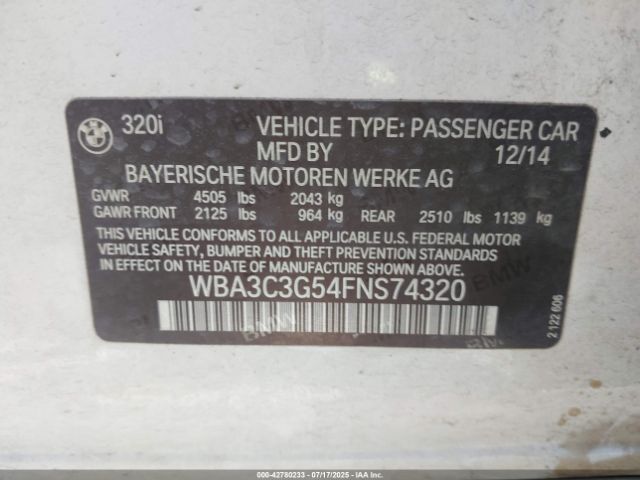 BMW 320i VEHICLE TYPE: PASSENGER CAR
MFD BY 12/14
BAYERISCHE MOTOREN WERKE AG
GVWR 4505 lbs 2043 kg
GAWR FRONT 2125 lbs 964 kg REAR 2510 lbs 1139 kg
THIS VEHICLE CONFORMS TO ALL APPLICABLE U.S. FEDERAL MOTOR
VEHICLE SAFETY, BUMPER AND THEFT PREVENTION STANDARDS
IN EFFECT ON THE DATE OF MANUFACTURE SHOWN ABOVE.
WBA3C3G54FNS74320
2 122 606
000-42780233 - 07/17/2025 - IAA, Inc.